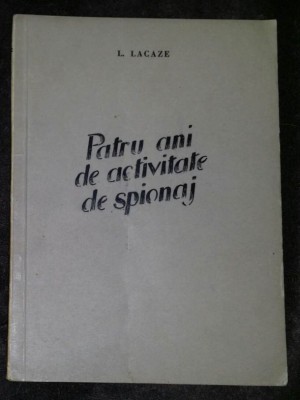 L. LACAZE
Patru ani
de activitate
de spionaj